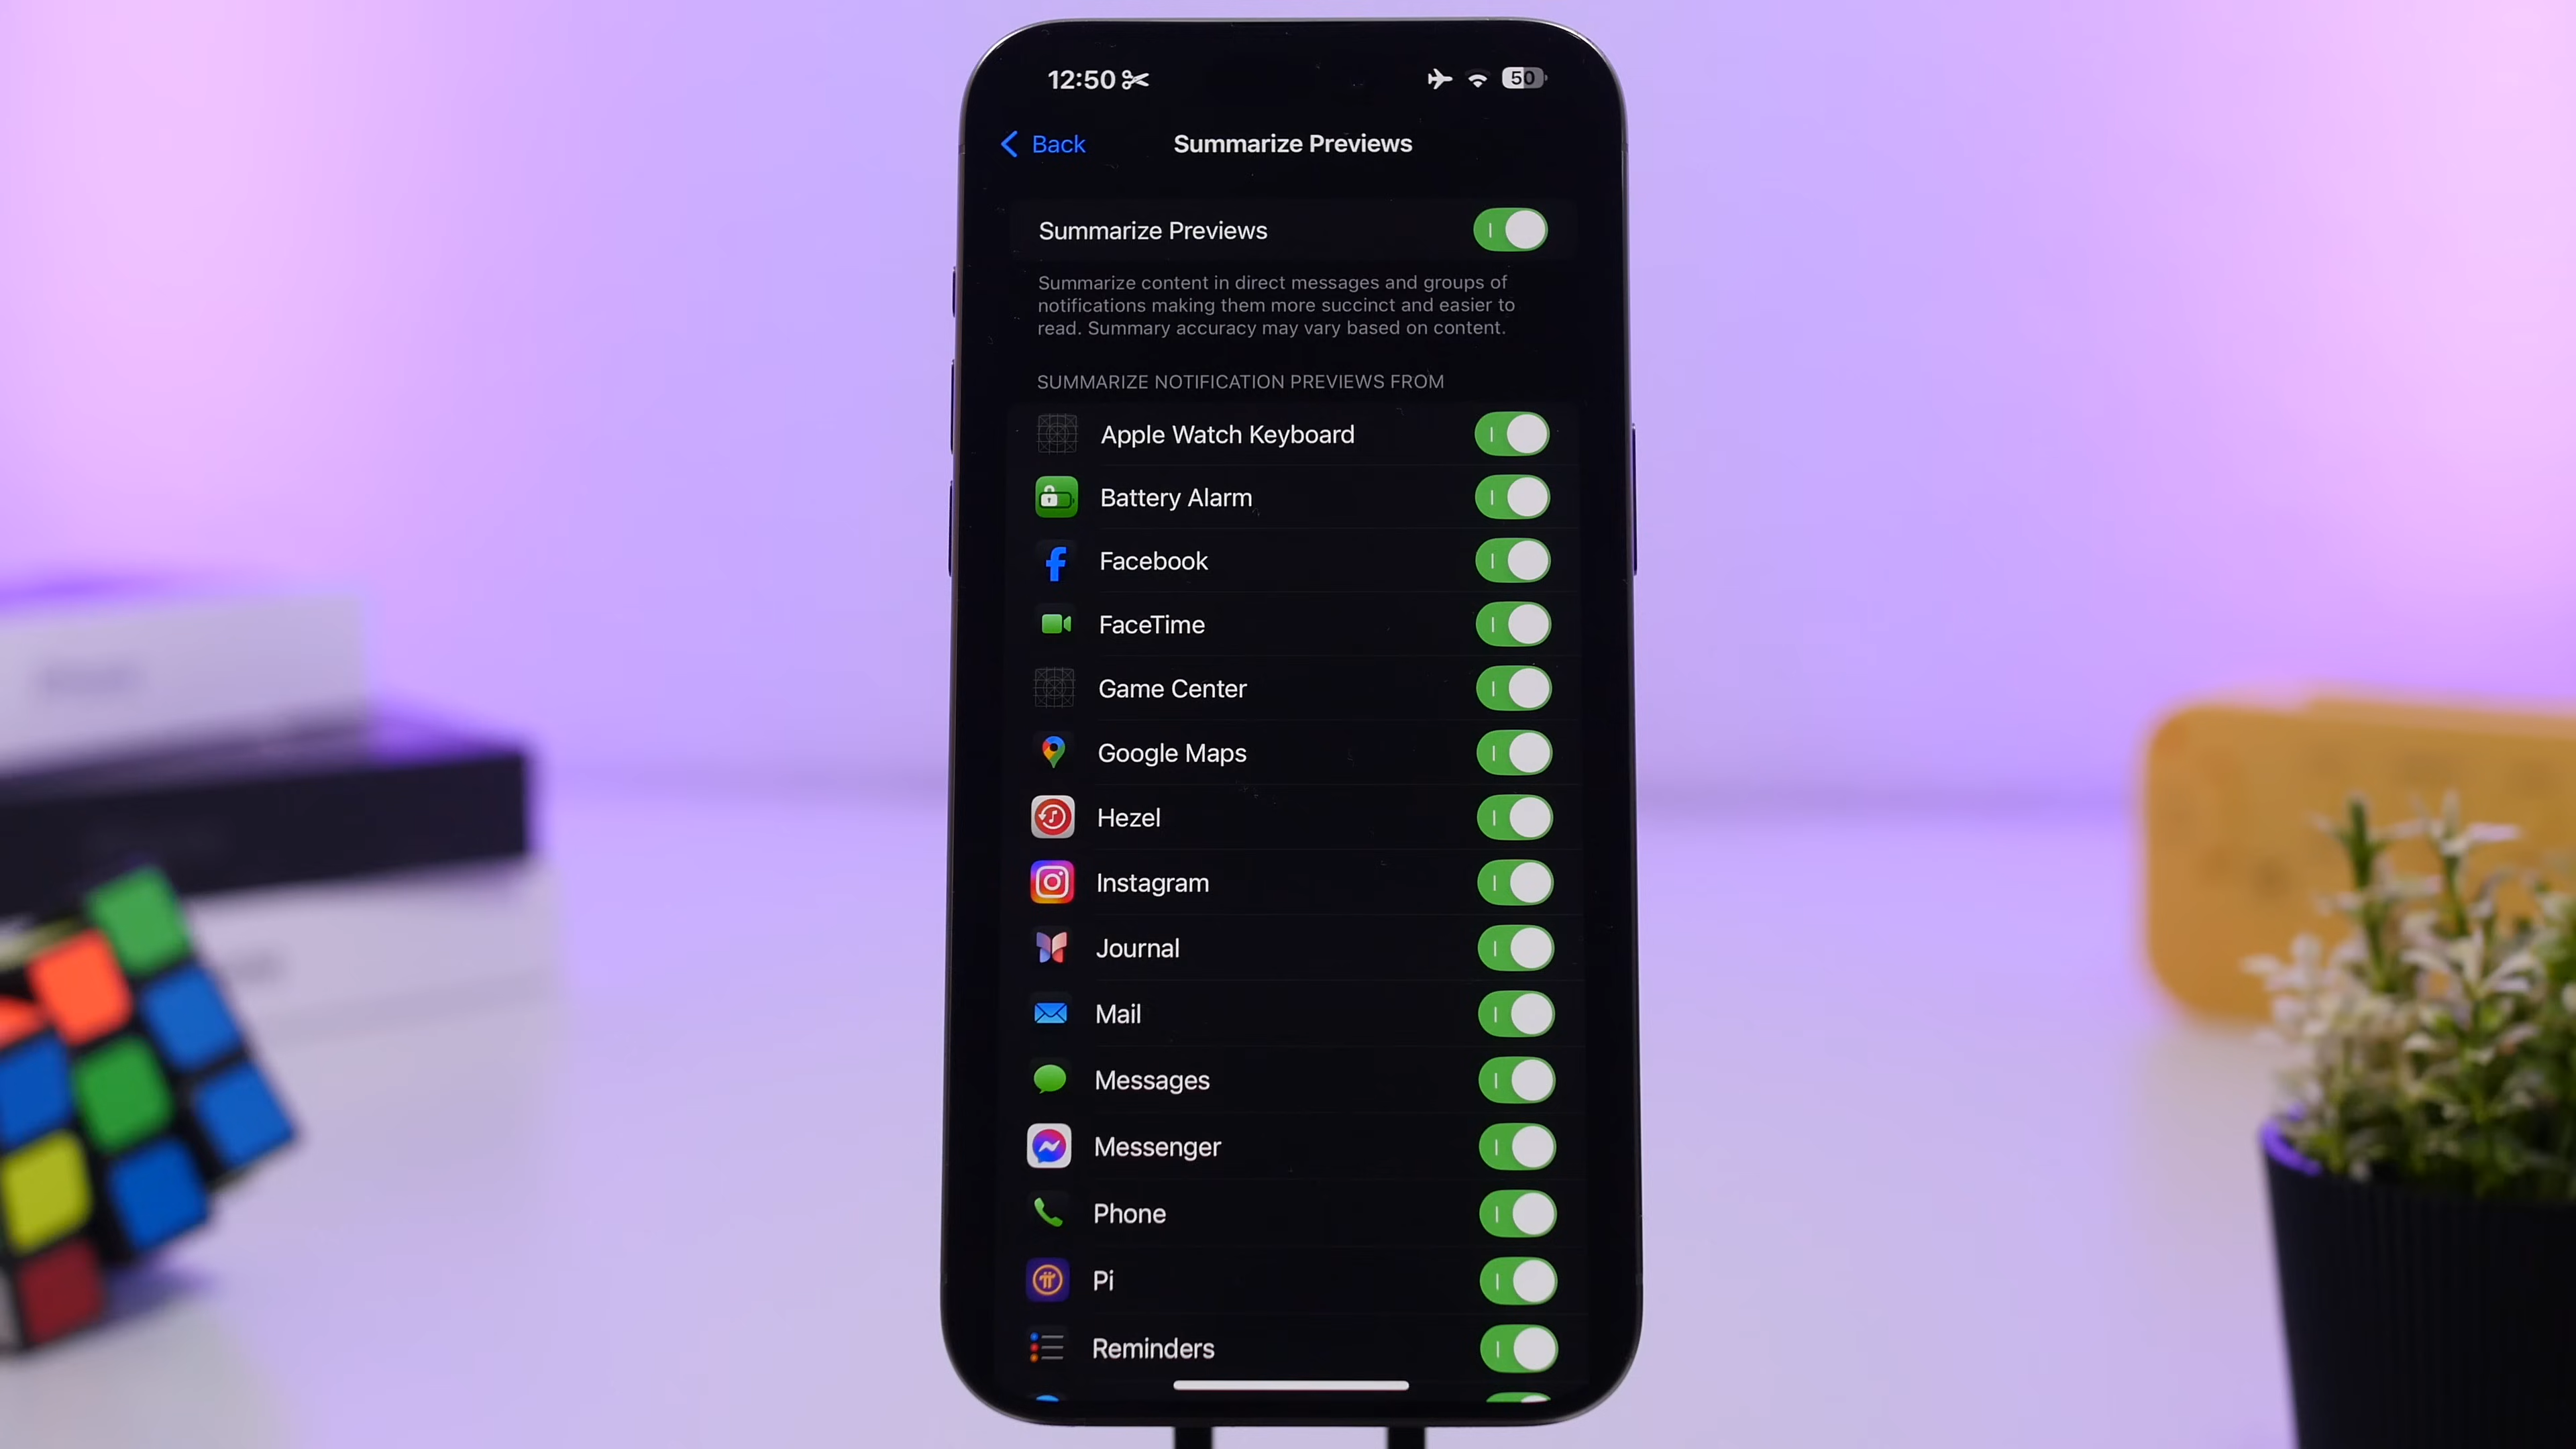 12:50
50
Back
Summarize Previews
Summarize Previews
Summarize content in direct messages and groups of
notifications making them more succinct and easier to
read. Summary accuracy may vary based on content.
SUMMARIZE NOTIFICATION PREVIEWS FROM
Apple Watch Keyboard
Battery Alarm
Facebook
FaceTime
Game Center
Google Maps
Hezel
Instagram
Journal
Mail
Messages
Messenger
Phone
Pi
Reminders